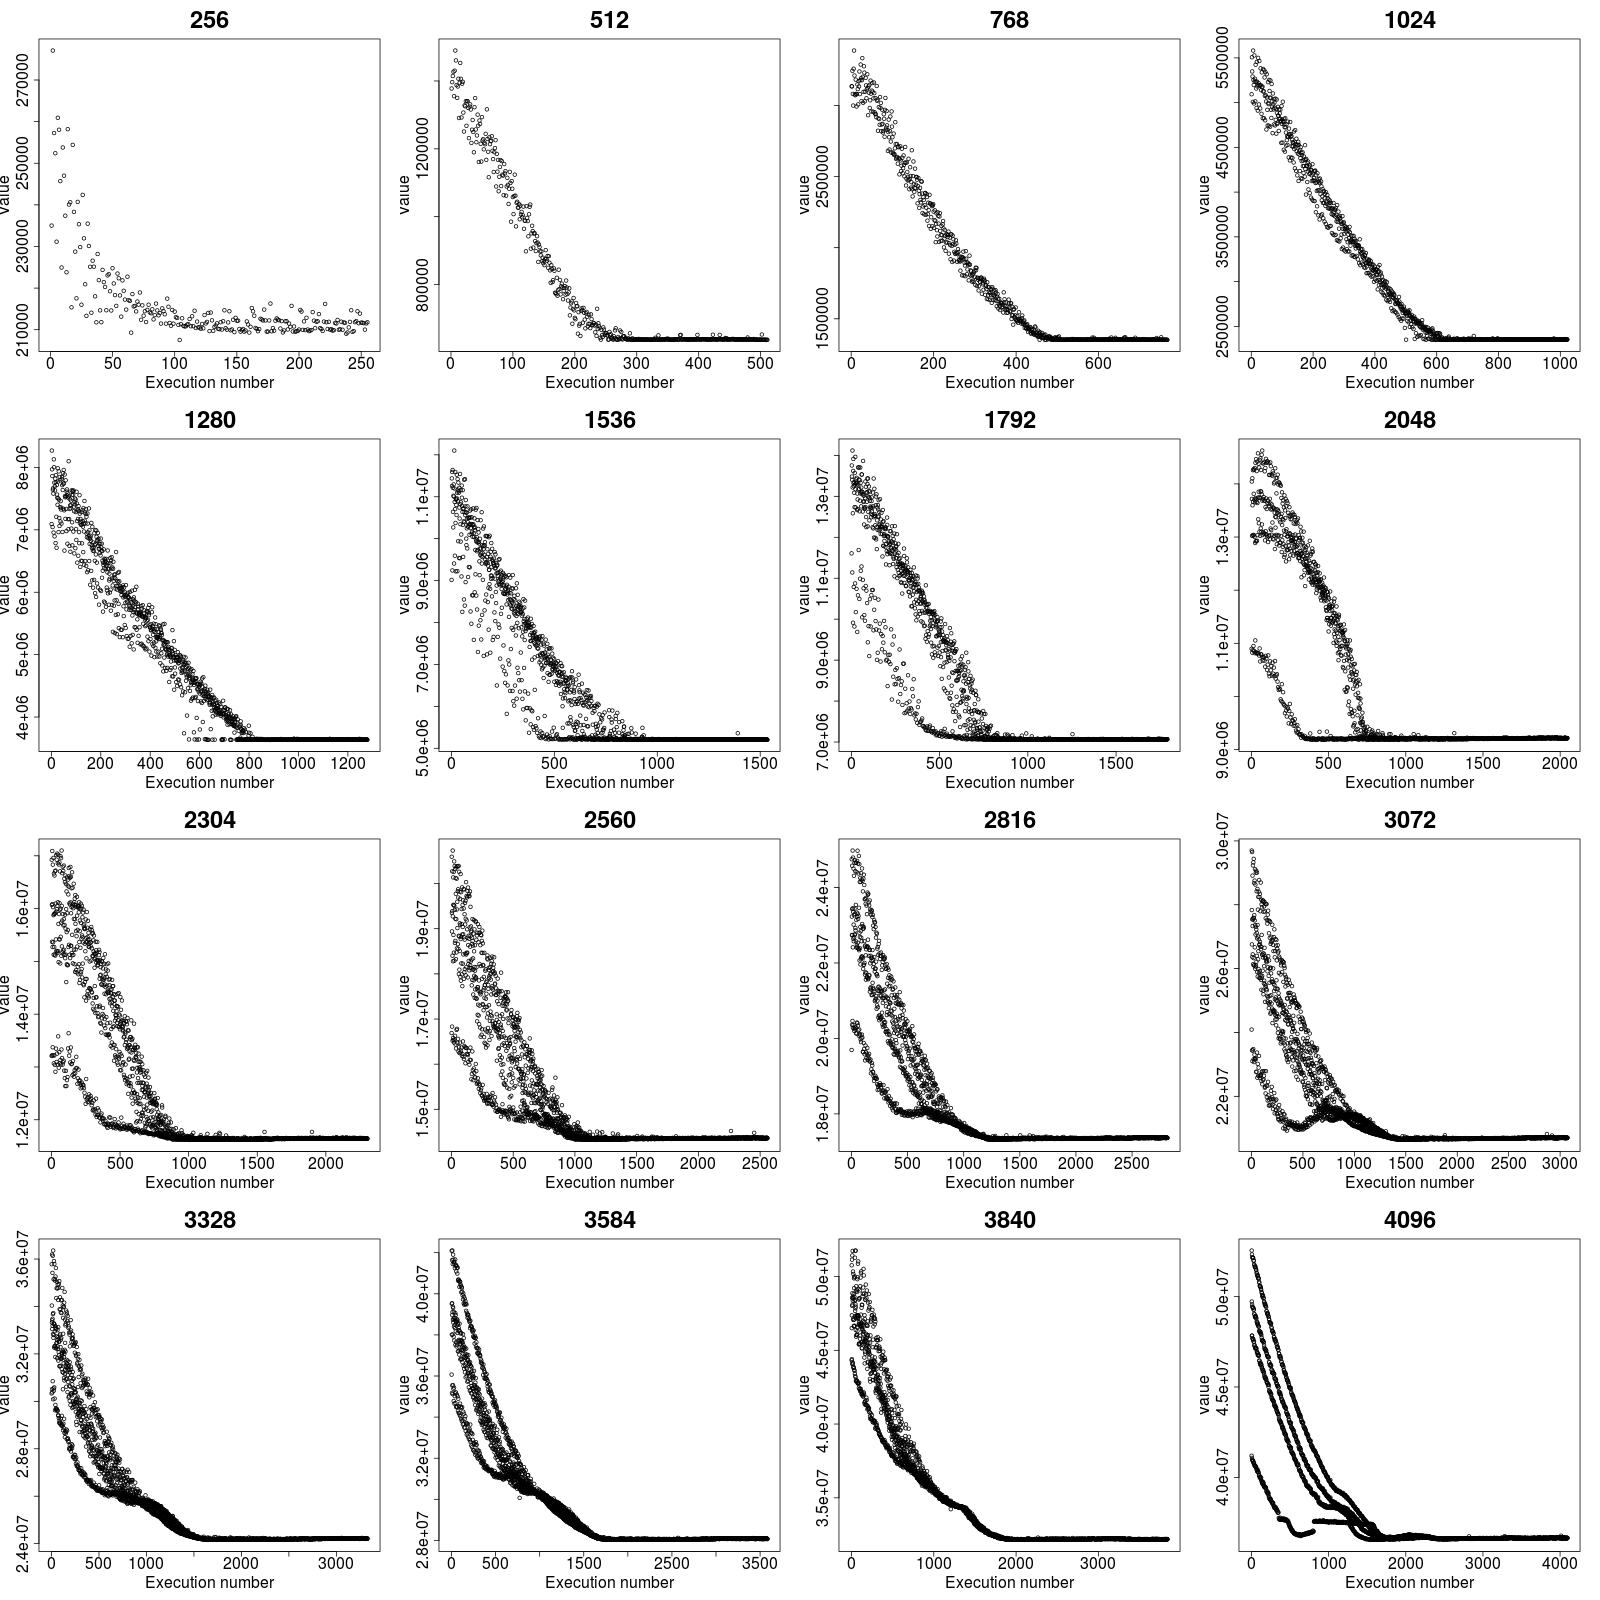 256
270000
250000
230000
210000
value
0 50 100 150 200 250
Execution number
512
1200000
800000
value
0 100 200 300 400 500
Execution number
768
2500000
1500000
value
0 200 400 600
Execution number
1024
5500000
4500000
3500000
2500000
value
0 200 400 600 800 1000
Execution number
1280
8e+06
7e+06
6e+06
5e+06
4e+06
value
0 200 400 600 800 1000 1200
Execution number
1536
1.1e+07
9.0e+06
7.0e+06
5.0e+06
value
0 500 1000 1500
Execution number
1792
1.3e+07
1.1e+07
9.0e+06
7.0e+06
value
0 500 1000 1500
Execution number
2048
1.3e+07
1.1e+07
9.0e+06
value
0 500 1000 1500 2000
Execution number
2304
1.6e+07
1.4e+07
1.2e+07
value
0 500 1000 1500 2000
Execution number
2560
1.9e+07
1.7e+07
1.5e+07
value
0 500 1000 1500 2000 2500
Execution number
2816
2.4e+07
2.2e+07
2.0e+07
1.8e+07
value
0 500 1000 1500 2000 2500
Execution number
3072
3.0e+07
2.6e+07
2.2e+07
value
0 500 1000 1500 2000 2500 3000
Execution number
3328
3.6e+07
3.2e+07
2.8e+07
2.4e+07
value
0 500 1000 2000 3000
Execution number
3584
4.0e+07
3.6e+07
3.2e+07
2.8e+07
value
0 500 1500 2500 3500
Execution number
3840
5.0e+07
4.5e+07
4.0e+07
3.5e+07
value
0 1000 2000 3000
Execution number
4096
5.0e+07
4.5e+07
4.0e+07
value
0 1000 2000 3000 4000
Execution number